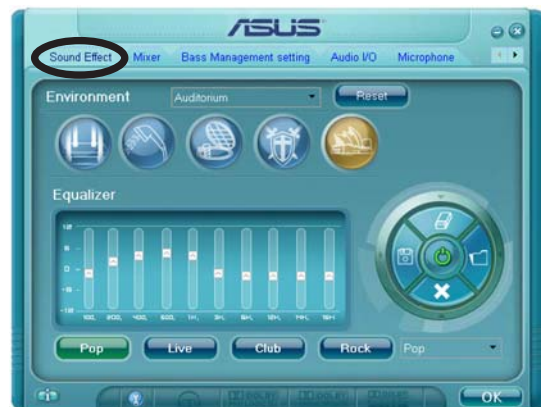 ASUS
Sound Effect Mixer Bass Management setting Audio I/O Microphone
Environment Auditorium Reset
Equalizer
Pop Live Club Rock Pop
OK